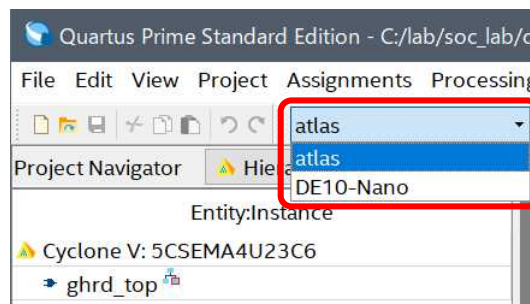 Quartus Prime Standard Edition - C:/lab/soc_lab/c
File Edit View Project Assignments Processing
atlas
Project Navigator Hiera
atlas
DE10-Nano
Entity:Instance
Cyclone V: 5CSEMA4U23C6
ghrd_top